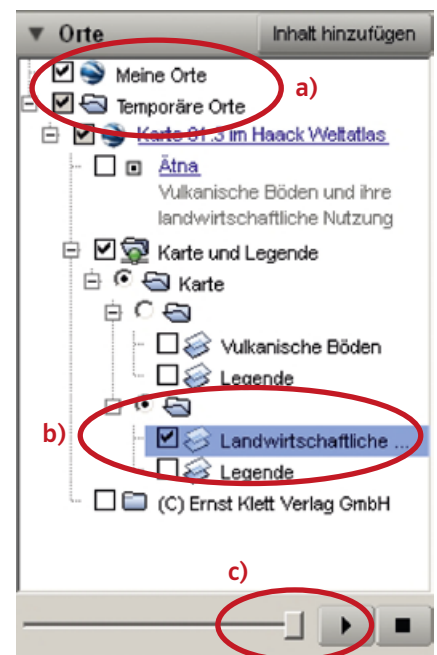 Orte
Inhalt hinzufügen
Meine Orte
a)
Temporäre Orte
Karte 81.3 im Haack Weltatlas
Ätna
Vulkanische Böden und ihre
landwirtschaftliche Nutzung
Karte und Legende
Karte
Vulkanische Böden
Legende
b)
Landwirtschaftliche ...
Legende
(C) Ernst Klett Verlag GmbH
c)